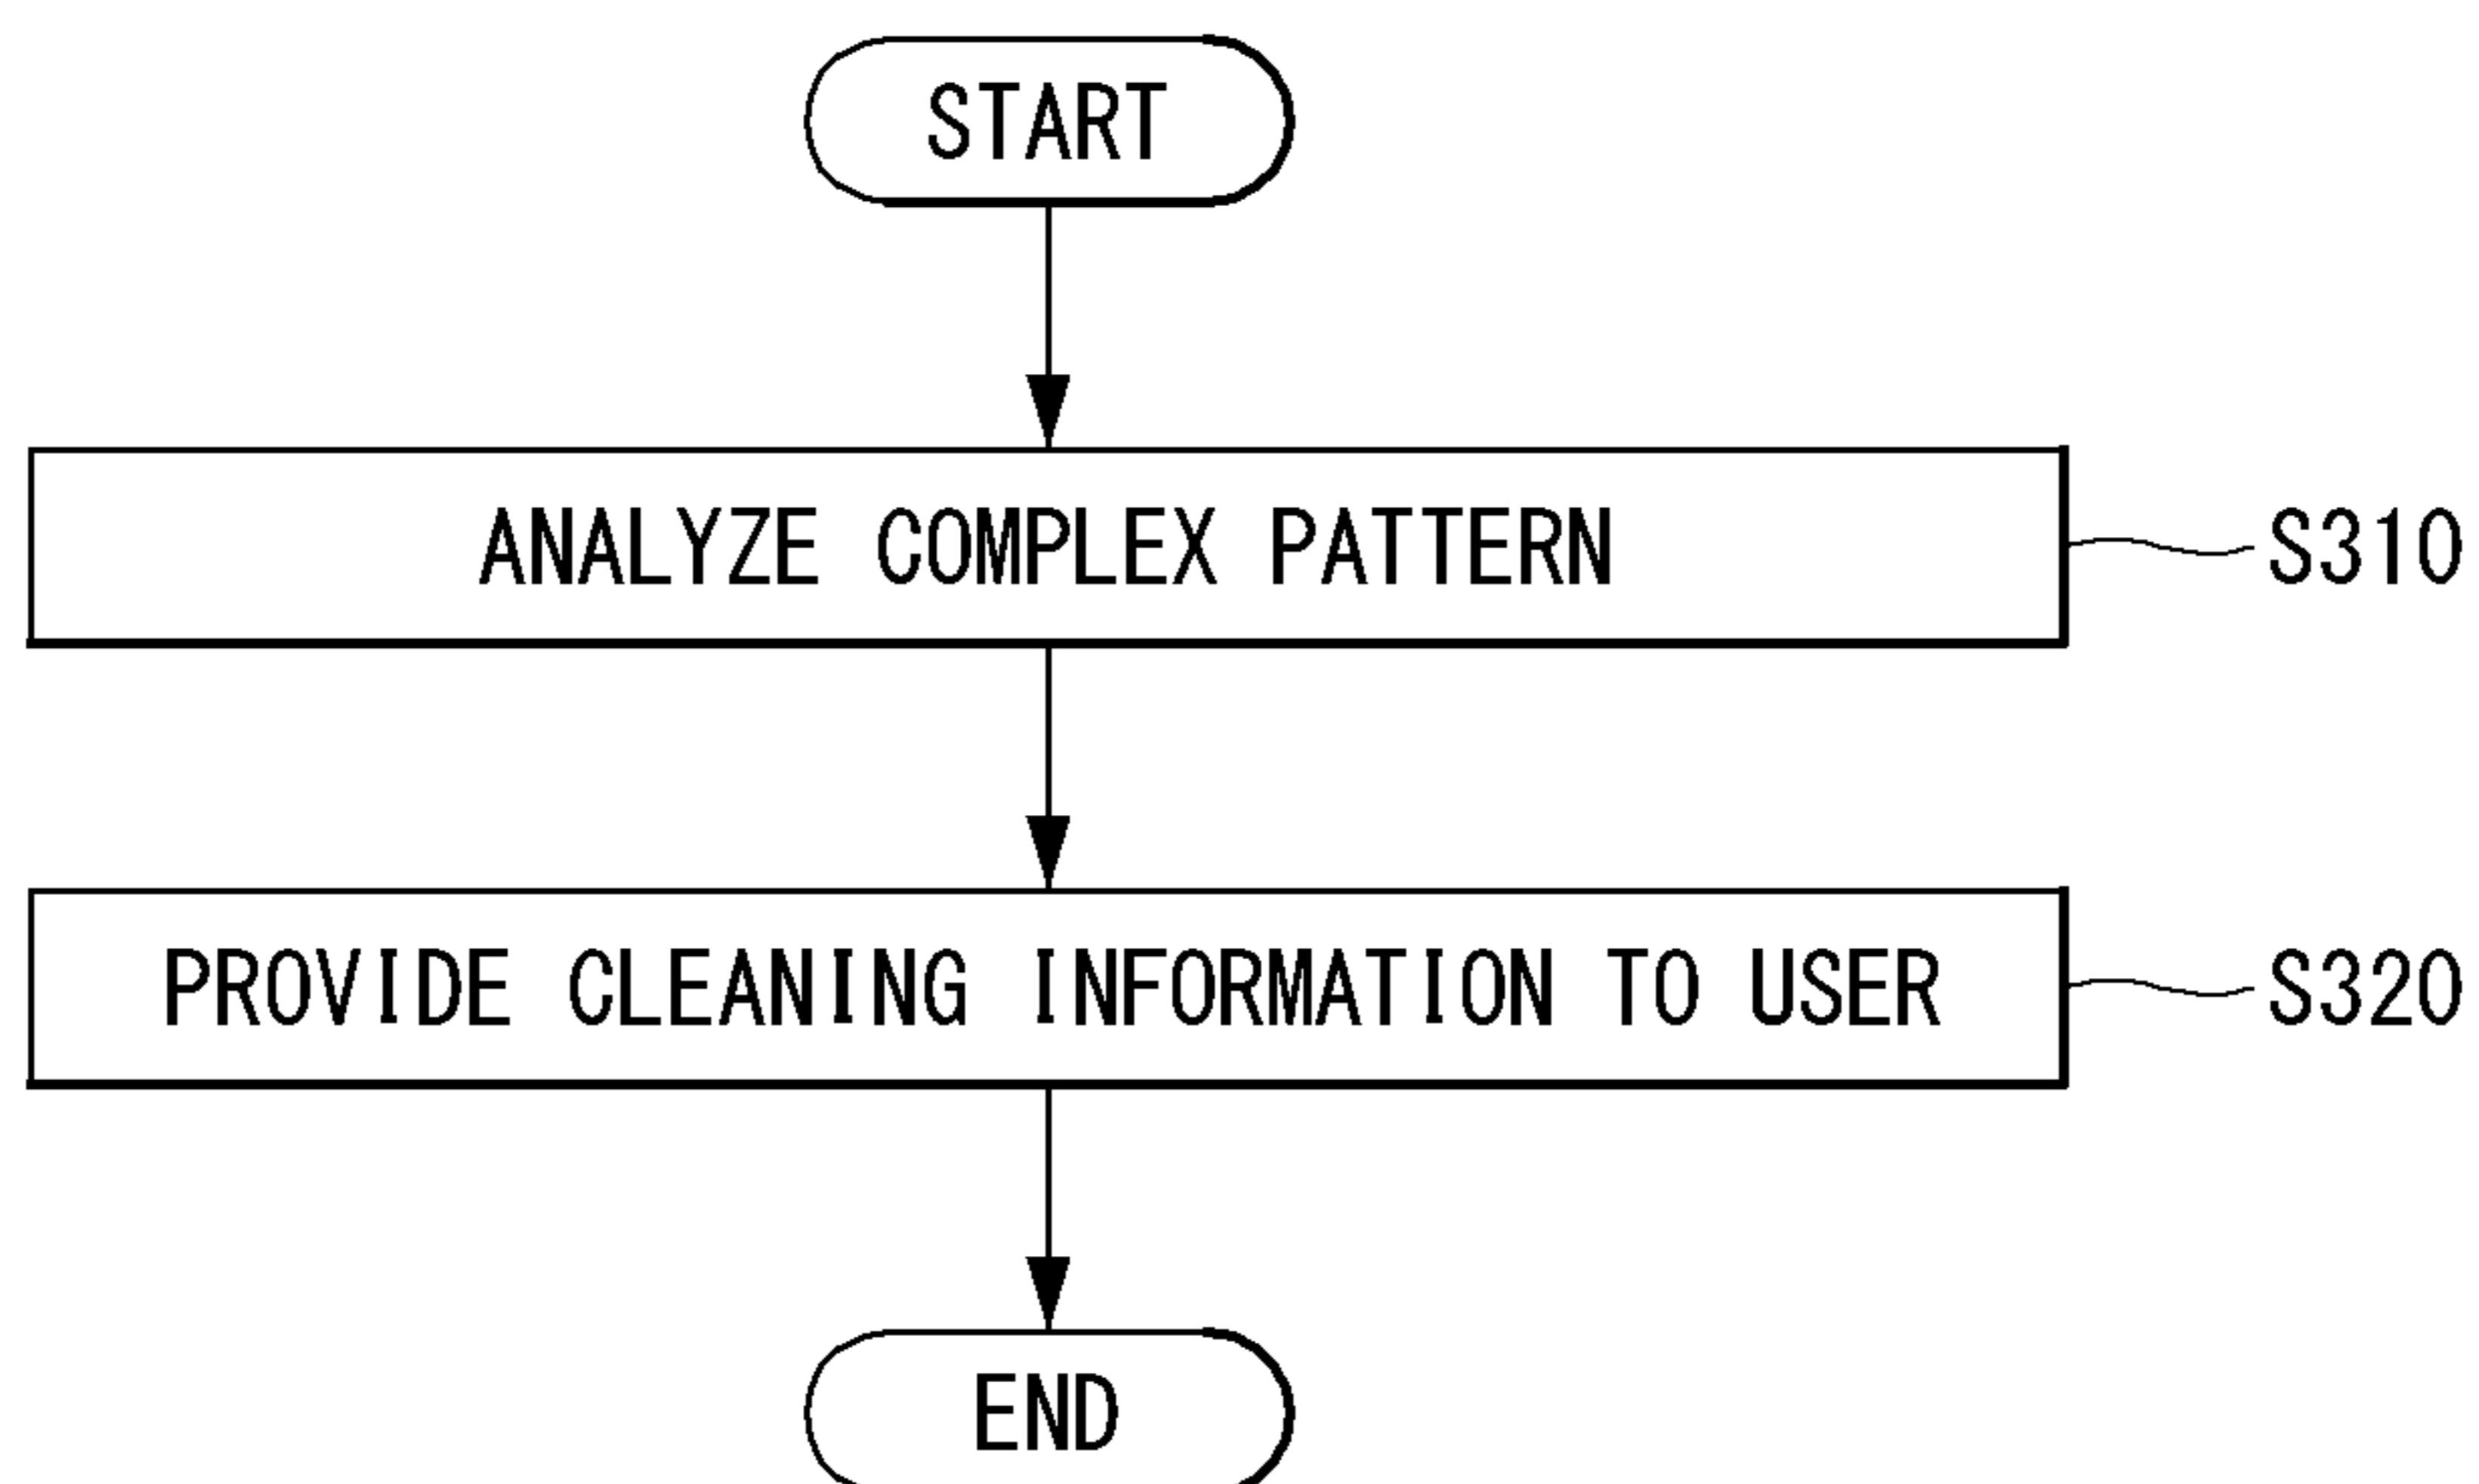 START
ANALYZE COMPLEX PATTERN
S310
PROVIDE CLEANING INFORMATION TO USER
S320
END